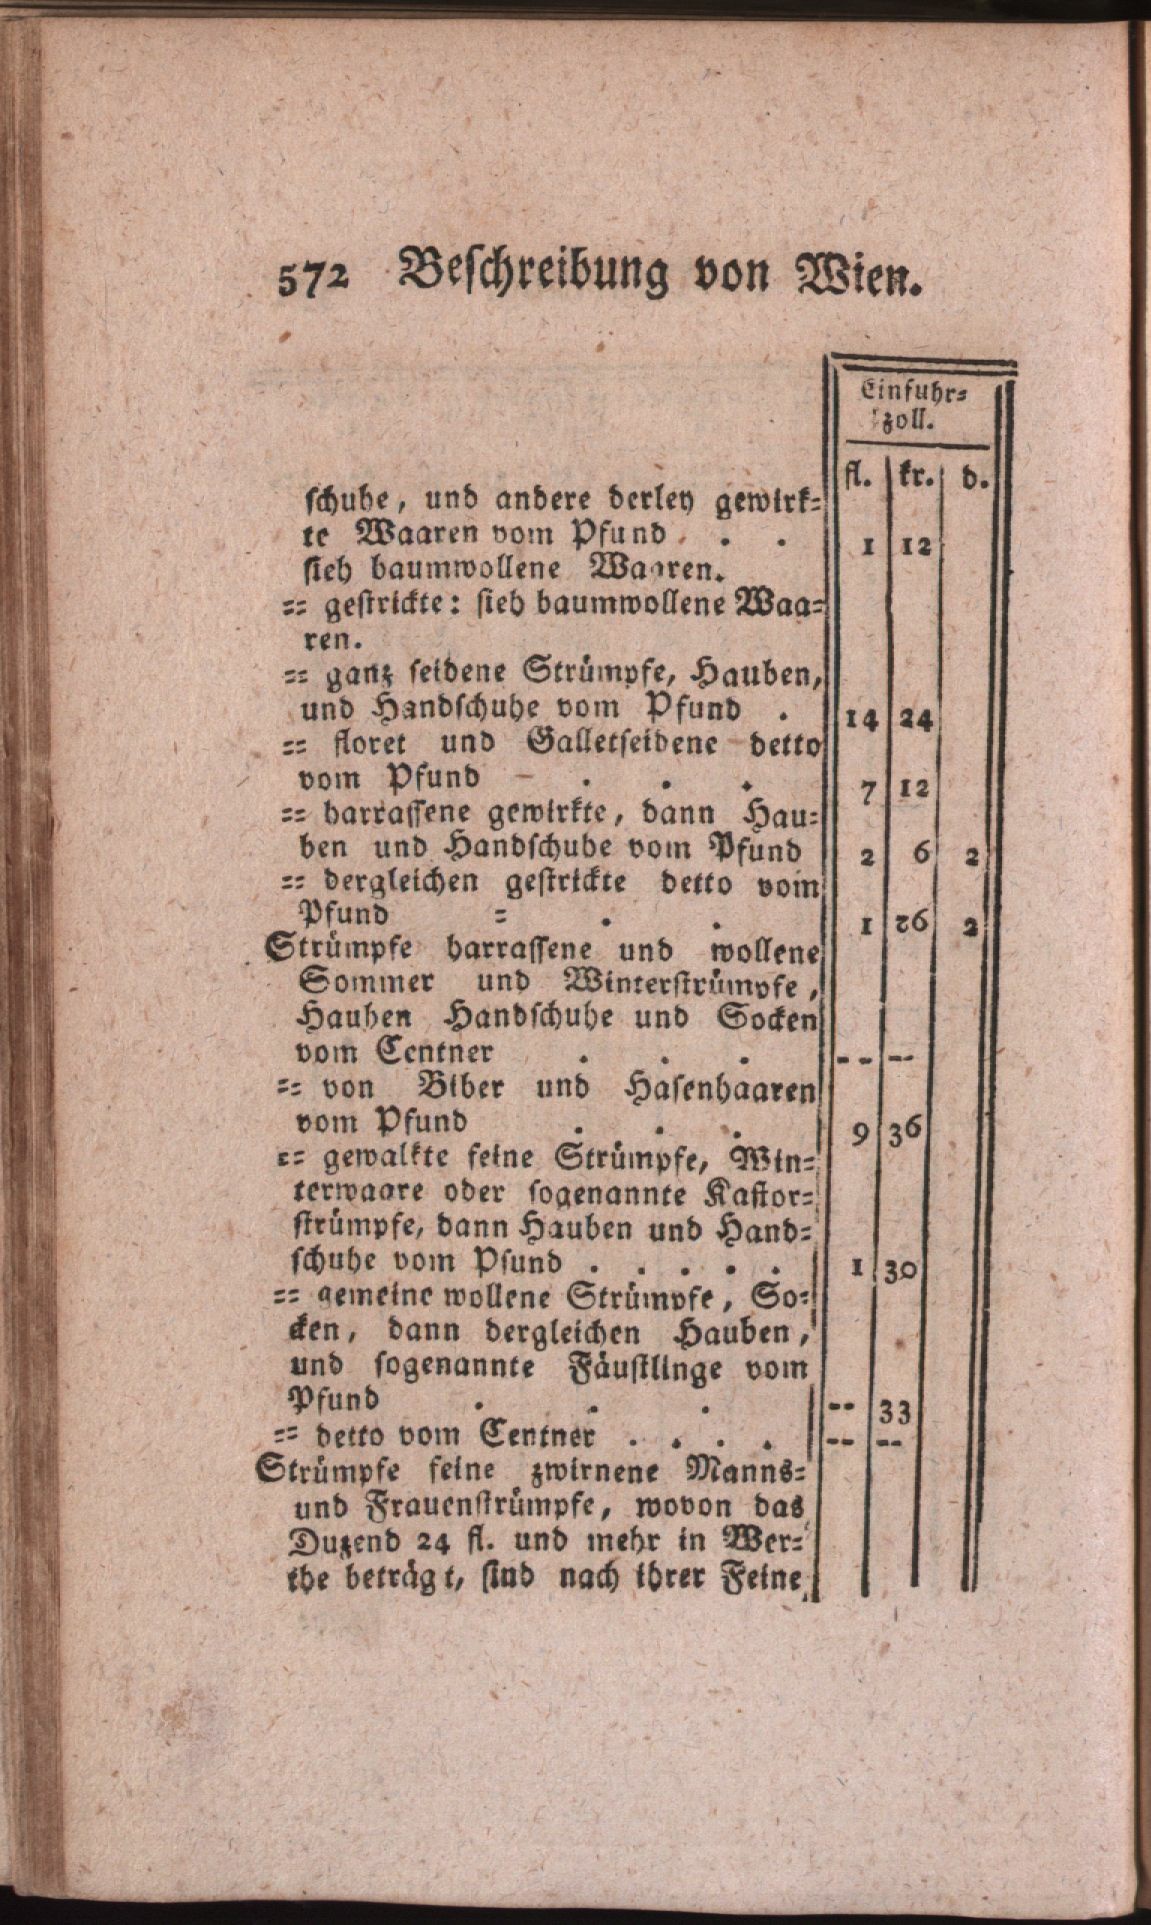 572 Beschreibung von Wien.
Einfuhr=
zoll.
fl. kr. d.
schuhe, und andere derley gewirk=
te Waaren vom Pfund . . . 1 12
sieh baumwollene Waaren.
== gestrickte: sieh baumwollene Waa=
ren.
== ganz seidene Strümpfe, Hauben,
und Handschuhe vom Pfund . 14 24
== floret und Galletseidene detto
vom Pfund . . . 7 12
== harrassene gewirkte, dann Hau=
ben und Handschuhe vom Pfund 2 6 2
== dergleichen gestrickte detto vom
Pfund = . . 1 26 2
Strümpfe harrassene und wollene
Sommer und Winterstrümpfe,
Hauben Handschuhe und Socken
vom Centner . . . -- --
== von Biber und Hasenhaaren
vom Pfund . . . 9 36
== gewalkte feine Strümpfe, Win=
terwaare oder sogenannte Kastor=
strümpfe, dann Hauben und Hand=
schuhe vom Pfund . . . . . 1 30
== gemeine wollene Strümpfe, So=
cken, dann dergleichen Hauben,
und sogenannte Fäustlinge vom
Pfund . . . -- 33
== detto vom Centner . . . . -- --
Strümpfe feine zwirnene Manns=
und Frauenstrümpfe, wovon das
Duzend 24 fl. und mehr in Wer=
the beträgt, sind nach ihrer Feine